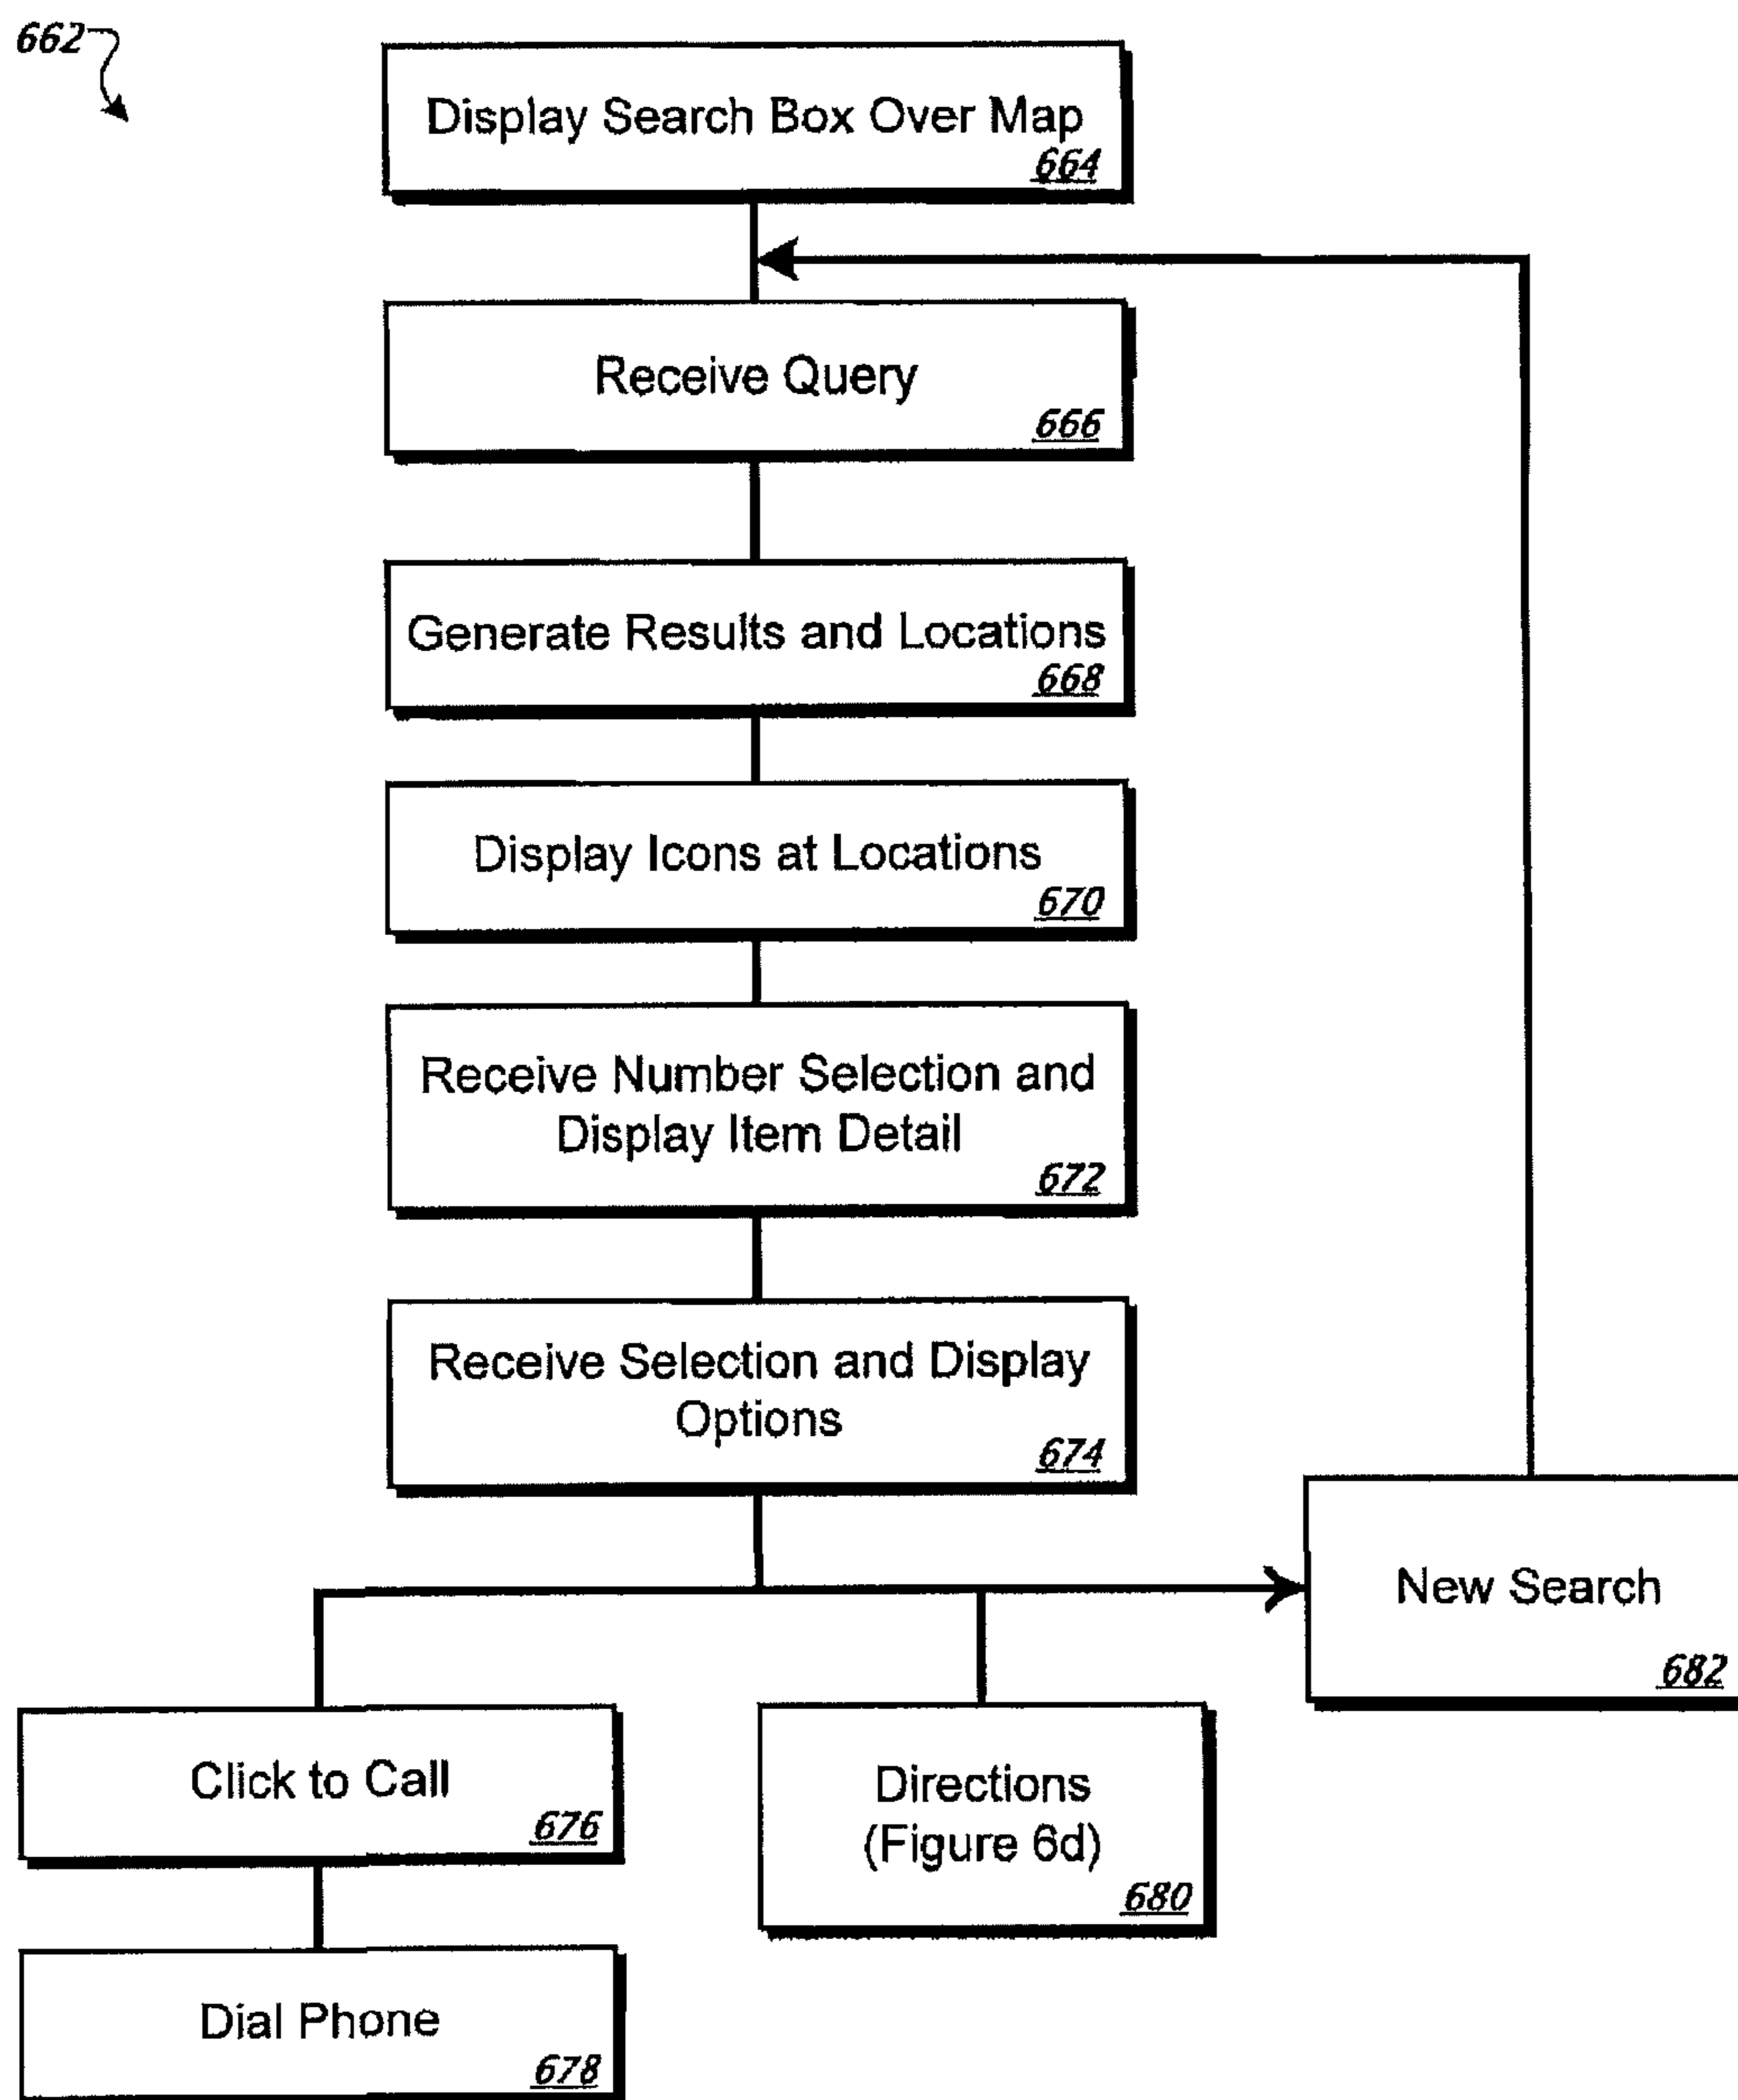 662
Display Search Box Over Map
664
Receive Query
666
Generate Results and Locations
668
Display Icons at Locations
670
Receive Number Selection and
Display Item Detail
672
Receive Selection and Display
Options
674
New Search
682
Click to Call
676
Directions
(Figure 6d)
680
Dial Phone
678